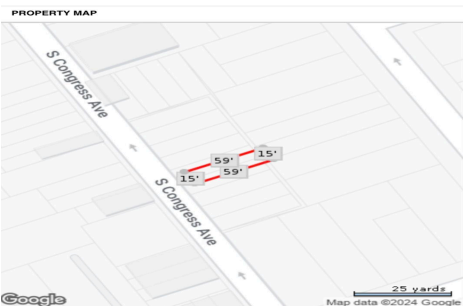 PROPERTY MAP
S Congress Ave
15'
59'
59'
15'
S Congress Ave
25 yards
Google
Map data ©2024 Google